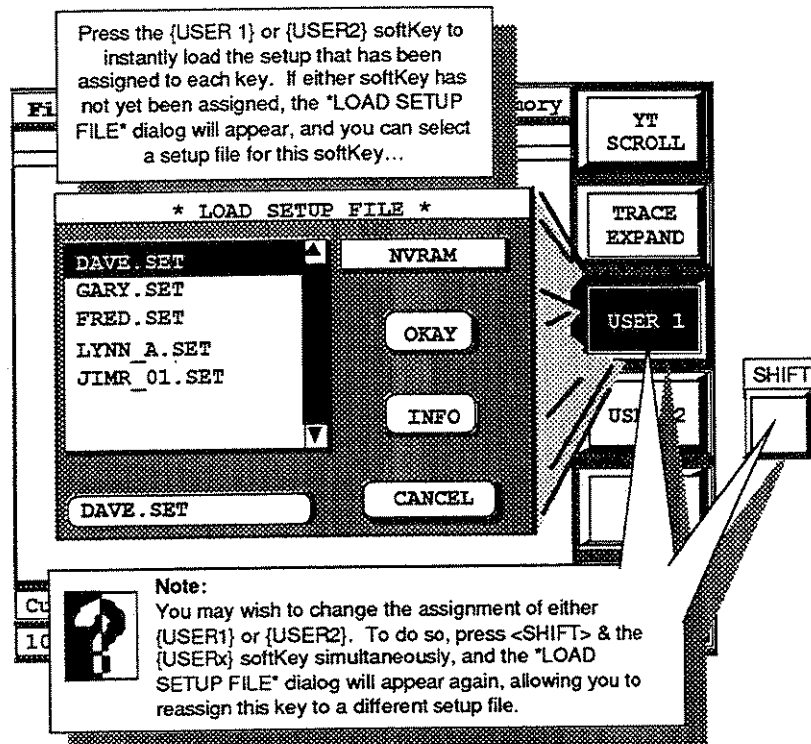 Press the {USER 1} or {USER2} softKey to
instantly load the setup that has been
assigned to each key. If either softKey has
not yet been assigned, the *LOAD SETUP
FILE* dialog will appear, and you can select
a setup file for this softKey...
YT
SCROLL
* LOAD SETUP FILE *
TRACE
EXPAND
DAVE.SET
GARY.SET
FRED.SET
LYNN_A.SET
JIMR_01.SET
NVRAM
OKAY
INFO
CANCEL
DAVE.SET
USER 1
SHIFT
Note:
You may wish to change the assignment of either
{USER1} or {USER2}. To do so, press <SHIFT> & the
{USERx} softKey simultaneously, and the *LOAD
SETUP FILE* dialog will appear again, allowing you to
reassign this key to a different setup file.